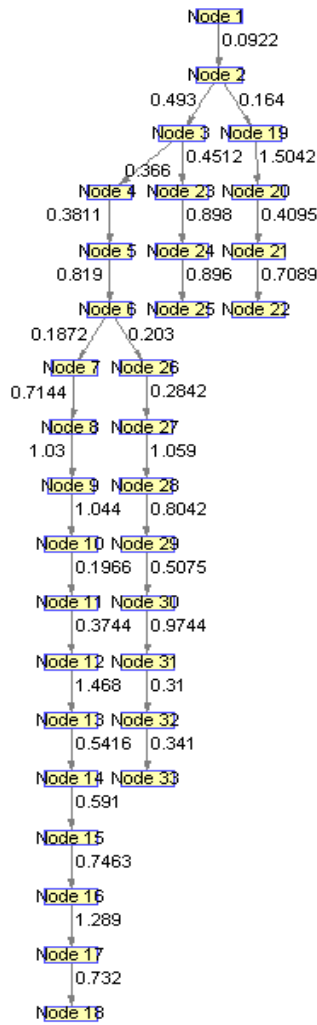 Node 1
0.0922
Node 2
0.493 0.164
Node 3 Node 19
0.366 0.4512 1.5042
Node 4 Node 23 Node 20
0.3811 0.898 0.4095
Node 5 Node 24 Node 21
0.819 0.896 0.7089
Node 6 Node 25 Node 22
0.1872 0.203
Node 7 Node 26
0.7144 0.2842
Node 8 Node 27
1.03 1.059
Node 9 Node 28
1.044 0.8042
Node 10 Node 29
0.1966 0.5075
Node 11 Node 30
0.3744 0.9744
Node 12 Node 31
1.468 0.31
Node 13 Node 32
0.5416 0.341
Node 14 Node 33
0.591
Node 15
0.7463
Node 16
1.289
Node 17
0.732
Node 18